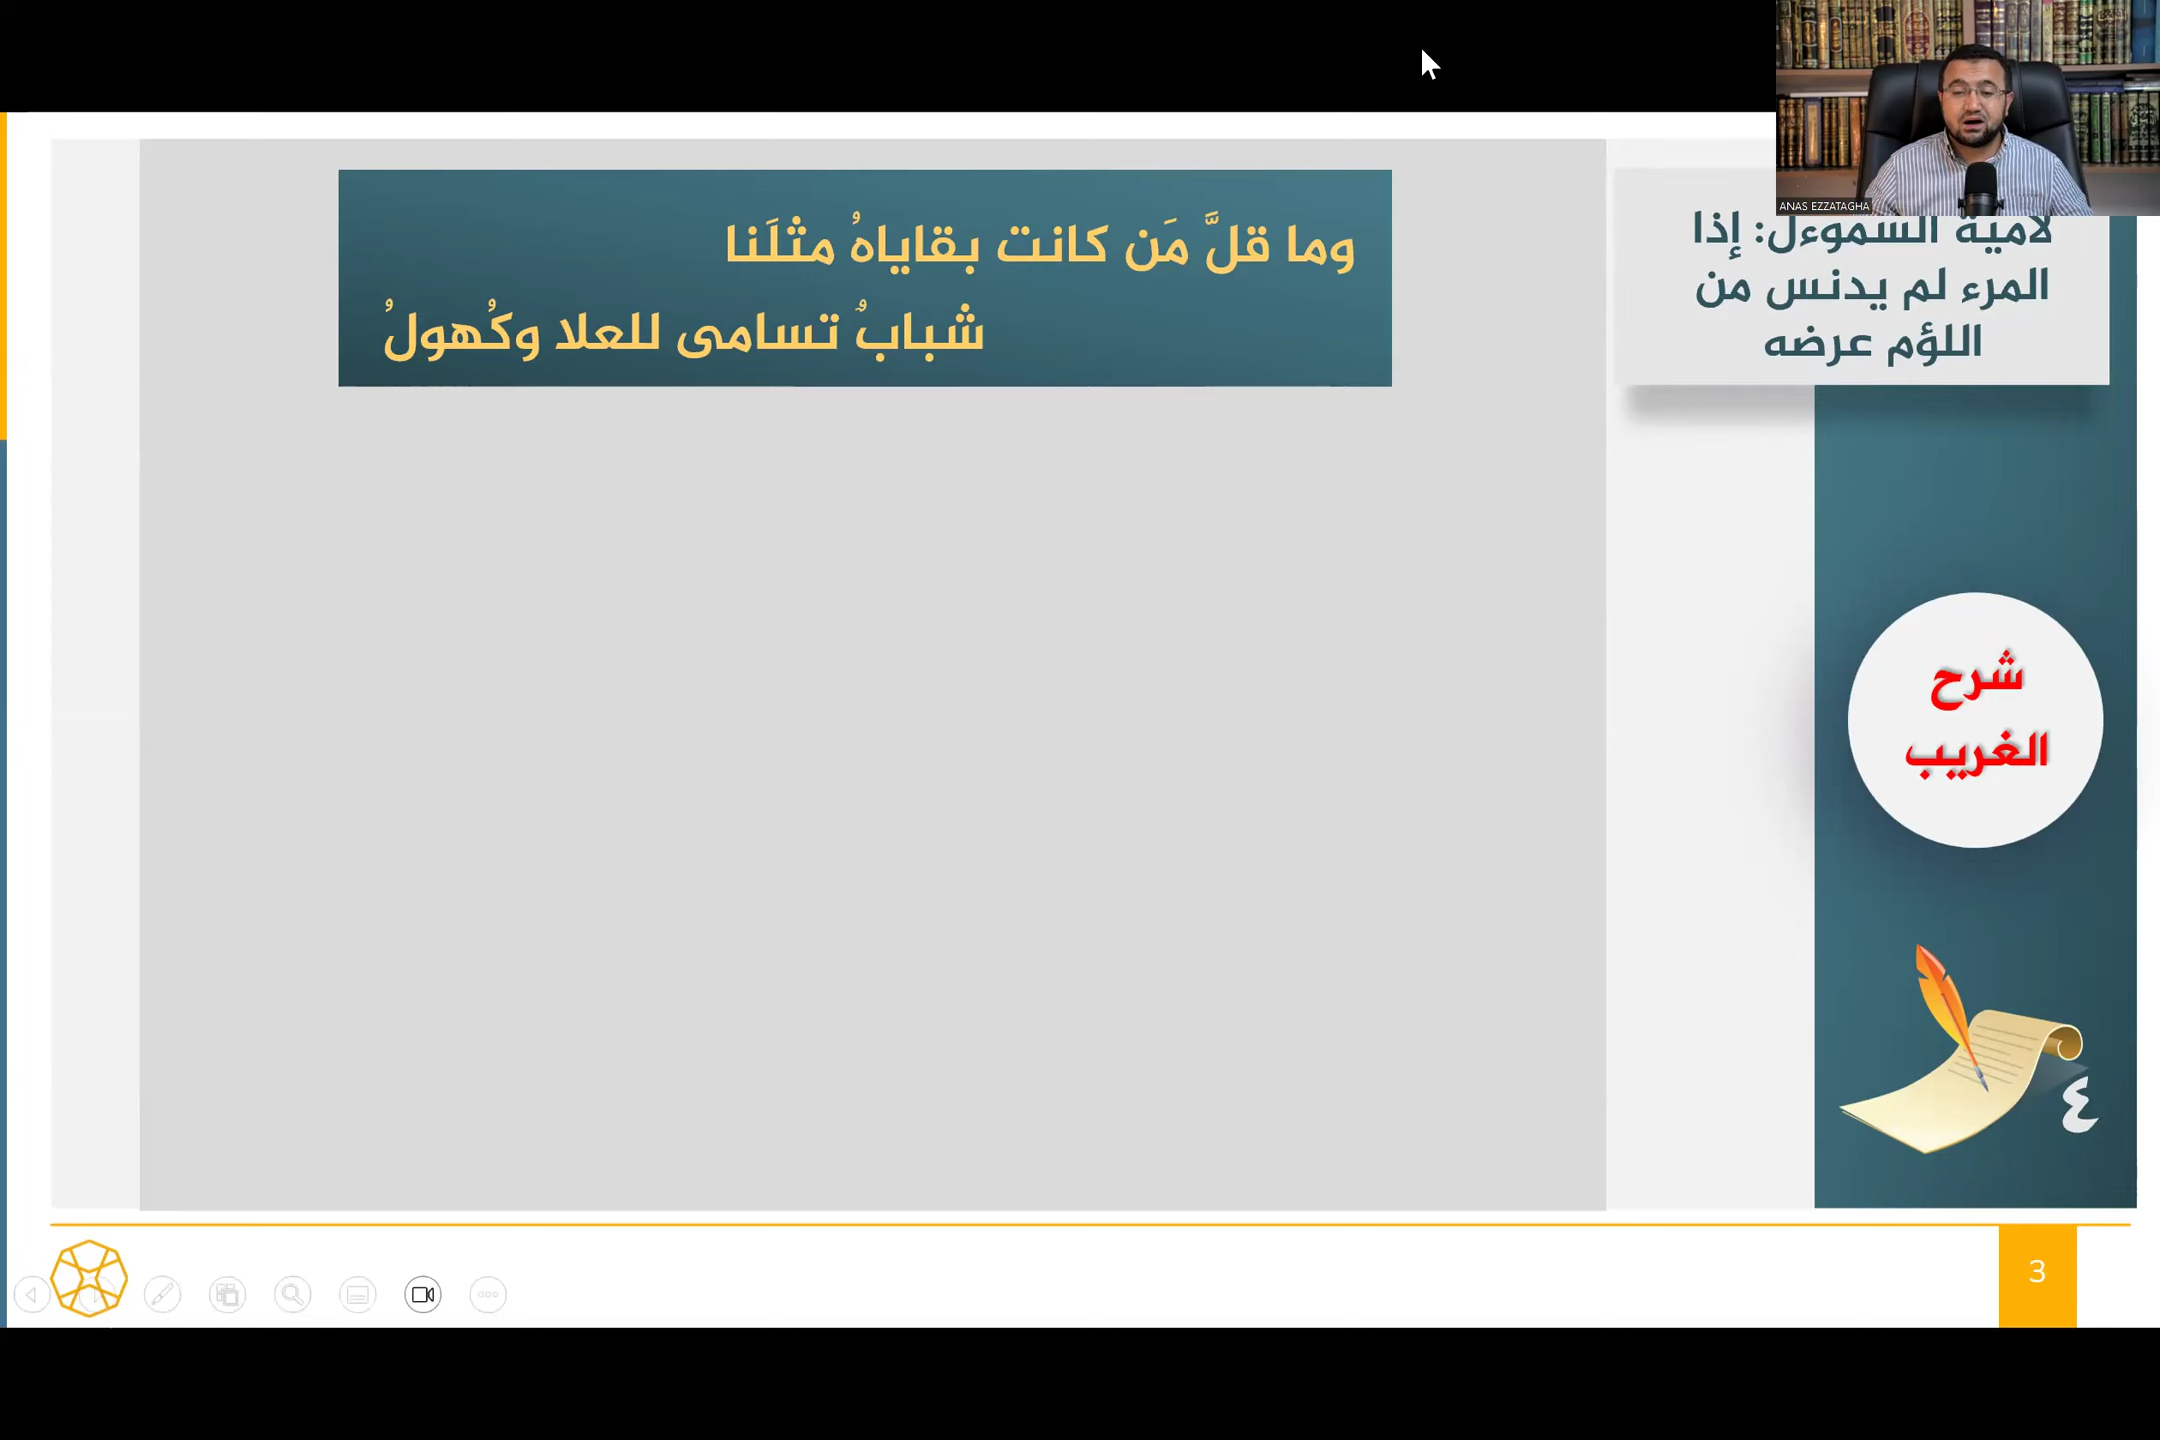 ANAS EZZATAGHA
لامية السموءل: إذا
المرء لم يدنس من
اللؤم عرضه
وما قلَّ مَن كانت بقاياهُ مثلَنا
شبابٌ تسامى للعلا وكُهولُ
شرح
الغريب
٤
3